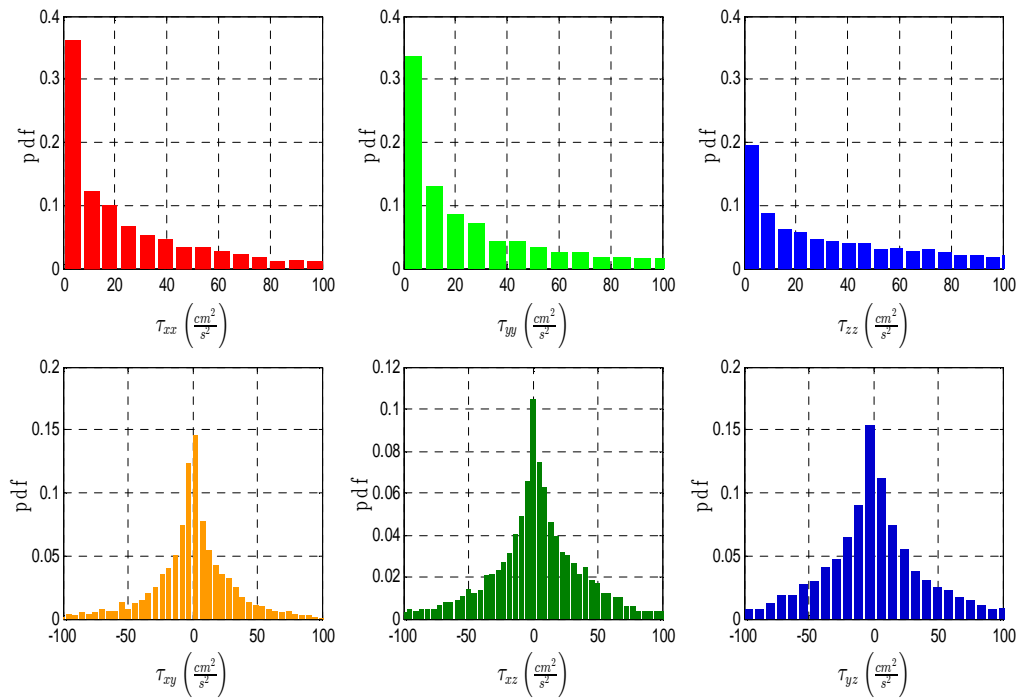 0.4 0.4 0.4
0.3 0.3 0.3
0.2 0.2 0.2
0.1 0.1 0.1
0 0 0
pdf pdf pdf
0 20 40 60 80 100 0 20 40 60 80 100 0 20 40 60 80 100
τxx (cm²/s²) τyy (cm²/s²) τzz (cm²/s²)
0.2 0.12 0.2
0.1
0.15 0.08 0.15
0.1 0.06 0.1
0.05 0.04 0.05
0.02
0 0 0
pdf pdf pdf
-100 -50 0 50 100 -100 -50 0 50 100 -100 -50 0 50 100
τxy (cm²/s²) τxz (cm²/s²) τyz (cm²/s²)